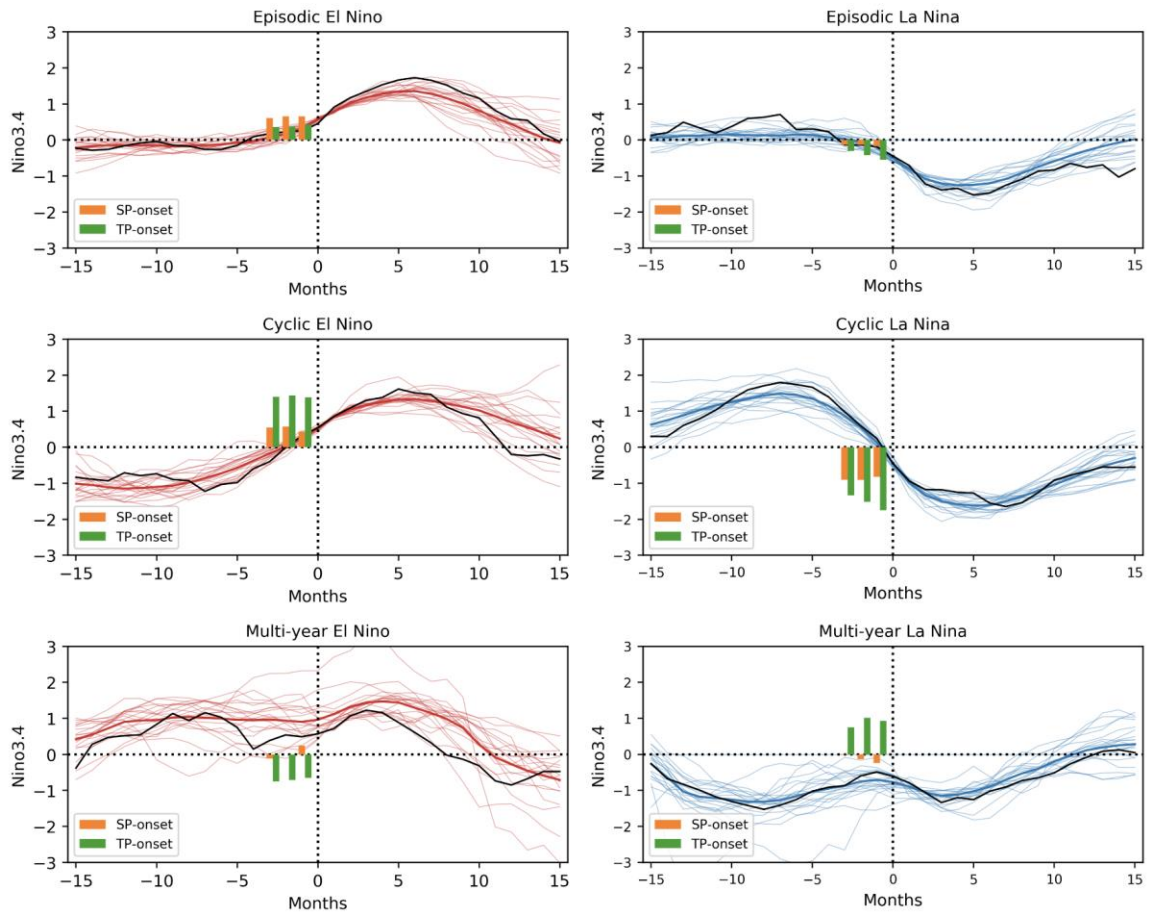 Episodic El Nino
3
2
1
0
−1
−2
−3
Nino3.4
SP-onset
TP-onset
−15 −10 −5 0 5 10 15
Months
Episodic La Nina
3
2
1
0
−1
−2
−3
Nino3.4
SP-onset
TP-onset
−15 −10 −5 0 5 10 15
Months
Cyclic El Nino
3
2
1
0
−1
−2
−3
Nino3.4
SP-onset
TP-onset
−15 −10 −5 0 5 10 15
Months
Cyclic La Nina
3
2
1
0
−1
−2
−3
Nino3.4
SP-onset
TP-onset
−15 −10 −5 0 5 10 15
Months
Multi-year El Nino
3
2
1
0
−1
−2
−3
Nino3.4
SP-onset
TP-onset
−15 −10 −5 0 5 10 15
Months
Multi-year La Nina
3
2
1
0
−1
−2
−3
Nino3.4
SP-onset
TP-onset
−15 −10 −5 0 5 10 15
Months